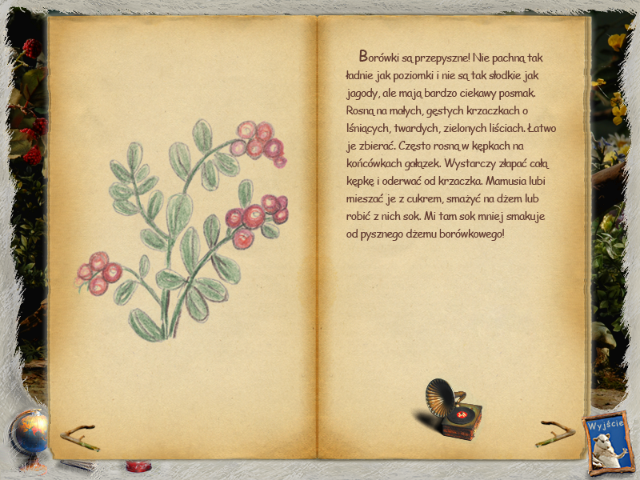 Borówki są przepyszne! Nie pachną tak
ładnie jak poziomki i nie są tak słodkie jak
jagody, ale mają bardzo ciekawy posmak.
Rosną na małych, gęstych krzaczkach o
lśniących, twardych, zielonych liściach. Łatwo
je zbierać. Często rosną w kępkach na
końcówkach gałązek. Wystarczy złapać całą
kępkę i oderwać od krzaczka. Mamusia lubi
mieszać je z cukrem, smażyć na dżem lub
robić z nich sok. Mi tam sok mniej smakuje
od pysznego dżemu borówkowego!
Wyjście